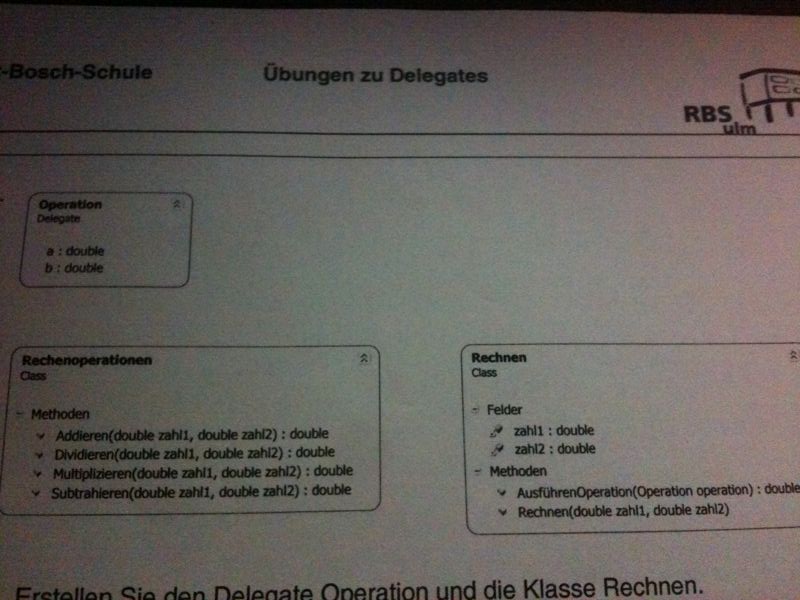 -Bosch-Schule
Übungen zu Delegates
RBS
ulm
Operation
Delegate
a : double
b : double
Rechenoperationen
Class
Methoden
Addieren(double zahl1, double zahl2) : double
Dividieren(double zahl1, double zahl2) : double
Multiplizieren(double zahl1, double zahl2) : double
Subtrahieren(double zahl1, double zahl2) : double
Rechnen
Class
Felder
zahl1 : double
zahl2 : double
Methoden
AusführenOperation(Operation operation) : double
Rechnen(double zahl1, double zahl2)
Erstellen Sie den Delegate Operation und die Klasse Rechnen.